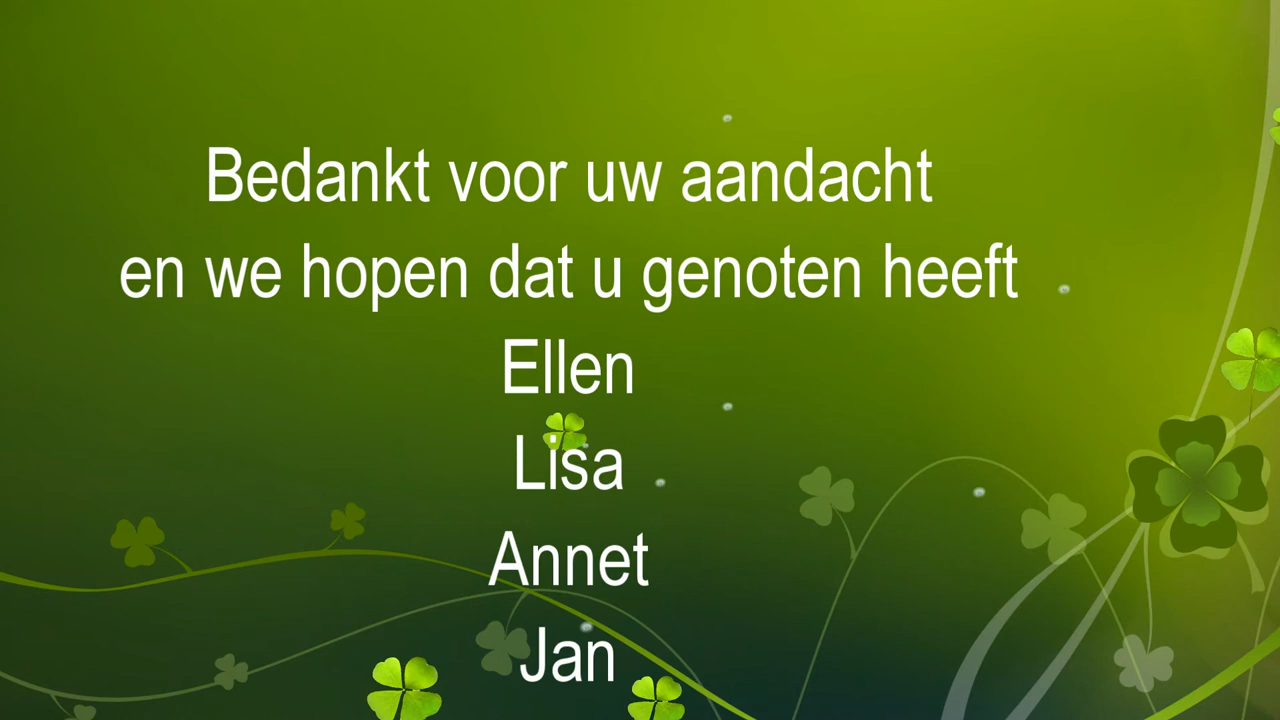 Bedankt voor uw aandacht
en we hopen dat u genoten heeft
Ellen
Lisa
Annet
Jan